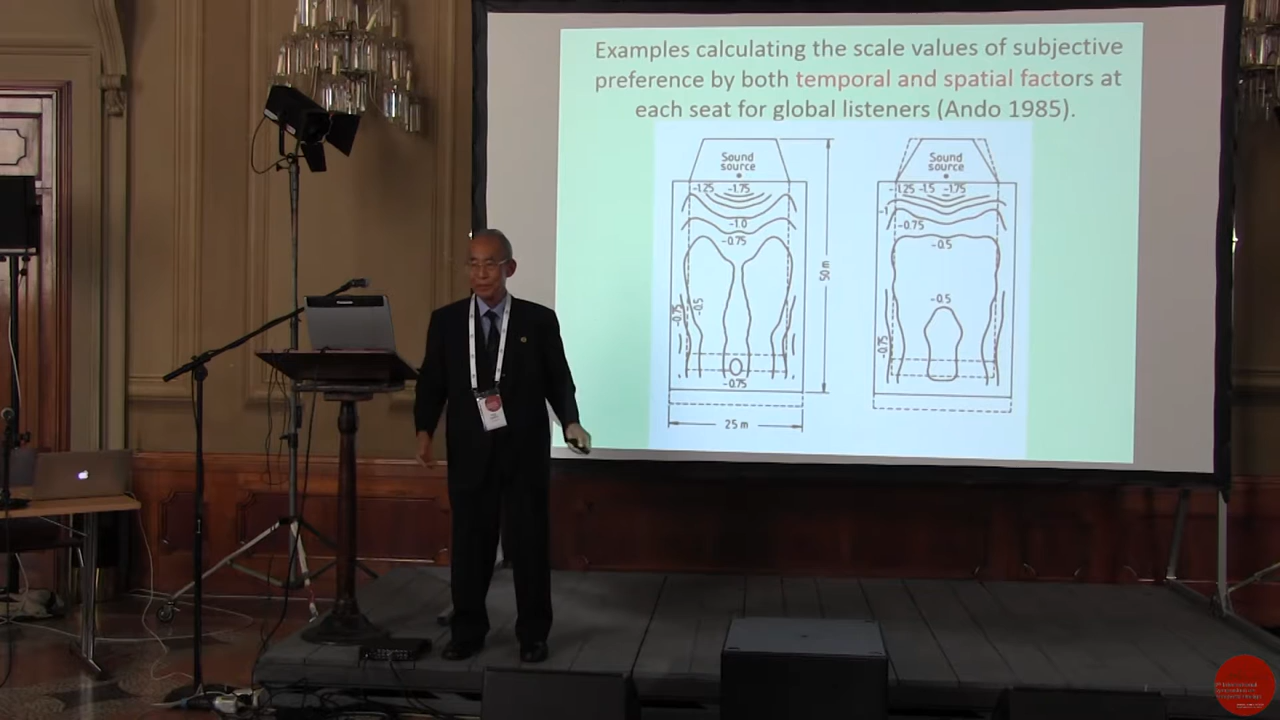 Examples calculating the scale values of subjective
preference by both temporal and spatial factors at
each seat for global listeners (Ando 1985).
Sound
source
-1.25 -1.75
-1.0
-0.75
-0.5
-0.75
-0.75
50 m
25 m
Sound
source
-1.25 -1.5 -1.75
-1
-0.75
-0.5
-0.5
-0.75